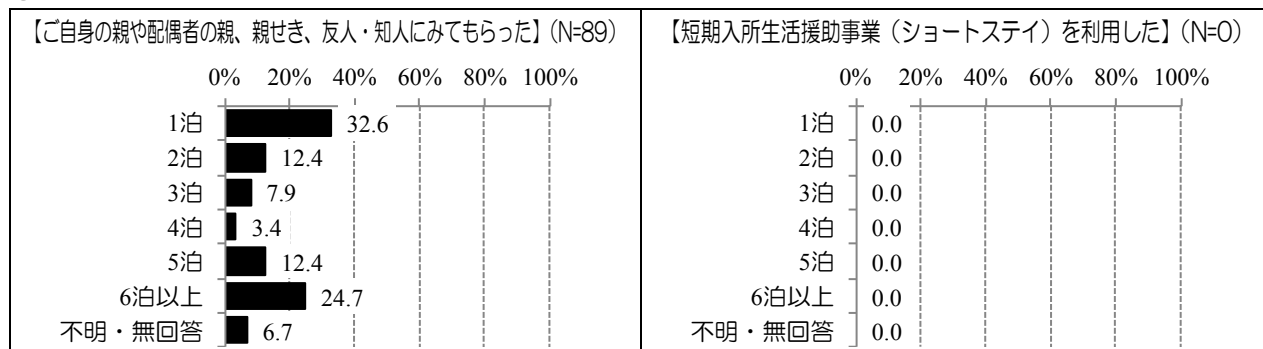 【ご自身の親や配偶者の親、親せき、友人・知人にみてもらった】(N=89)
0% 20% 40% 60% 80% 100%
1泊 32.6
2泊 12.4
3泊 7.9
4泊 3.4
5泊 12.4
6泊以上 24.7
不明・無回答 6.7
【短期入所生活援助事業(ショートステイ)を利用した】(N=0)
0% 20% 40% 60% 80% 100%
1泊 0.0
2泊 0.0
3泊 0.0
4泊 0.0
5泊 0.0
6泊以上 0.0
不明・無回答 0.0